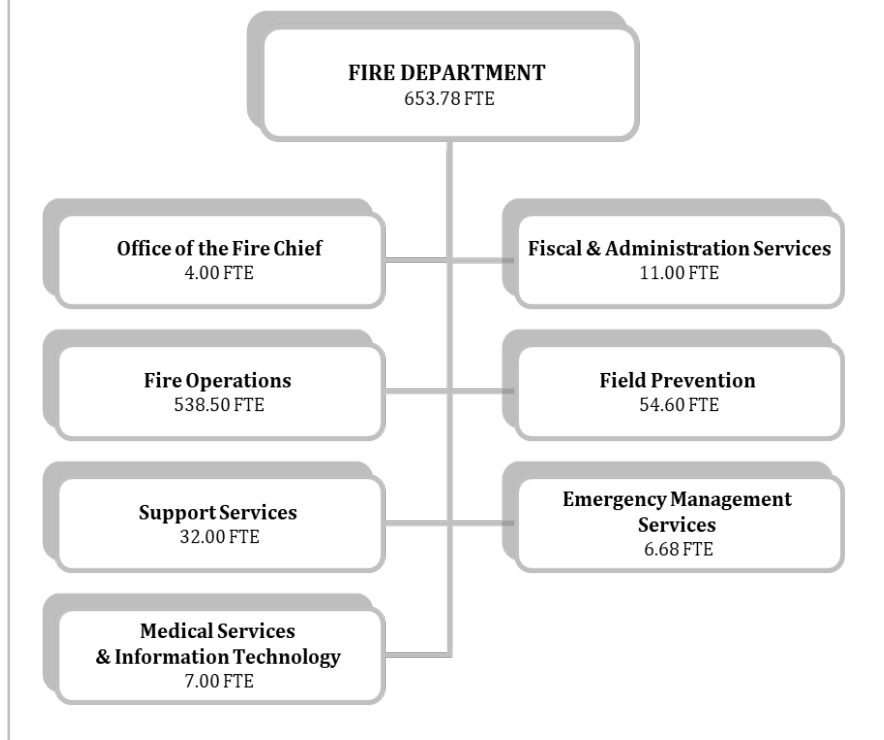 FIRE DEPARTMENT
653.78 FTE
Office of the Fire Chief
4.00 FTE
Fiscal & Administration Services
11.00 FTE
Fire Operations
538.50 FTE
Field Prevention
54.60 FTE
Support Services
32.00 FTE
Emergency Management
Services
6.68 FTE
Medical Services
& Information Technology
7.00 FTE